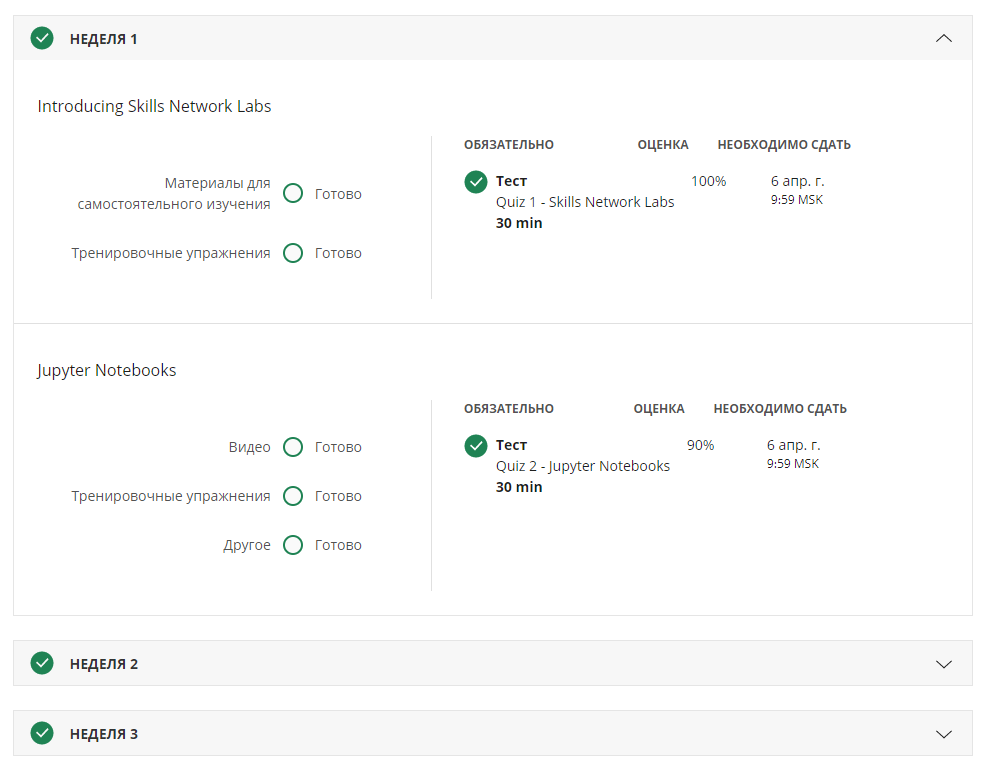 НЕДЕЛЯ 1
Introducing Skills Network Labs
Материалы для
самостоятельного изучения
Готово
Тренировочные упражнения
Готово
ОБЯЗАТЕЛЬНО ОЦЕНКА НЕОБХОДИМО СДАТЬ
Тест 100% 6 апр. г.
Quiz 1 - Skills Network Labs 9:59 MSK
30 min
Jupyter Notebooks
Видео Готово
Тренировочные упражнения Готово
Другое Готово
ОБЯЗАТЕЛЬНО ОЦЕНКА НЕОБХОДИМО СДАТЬ
Тест 90% 6 апр. г.
Quiz 2 - Jupyter Notebooks 9:59 MSK
30 min
НЕДЕЛЯ 2
НЕДЕЛЯ 3